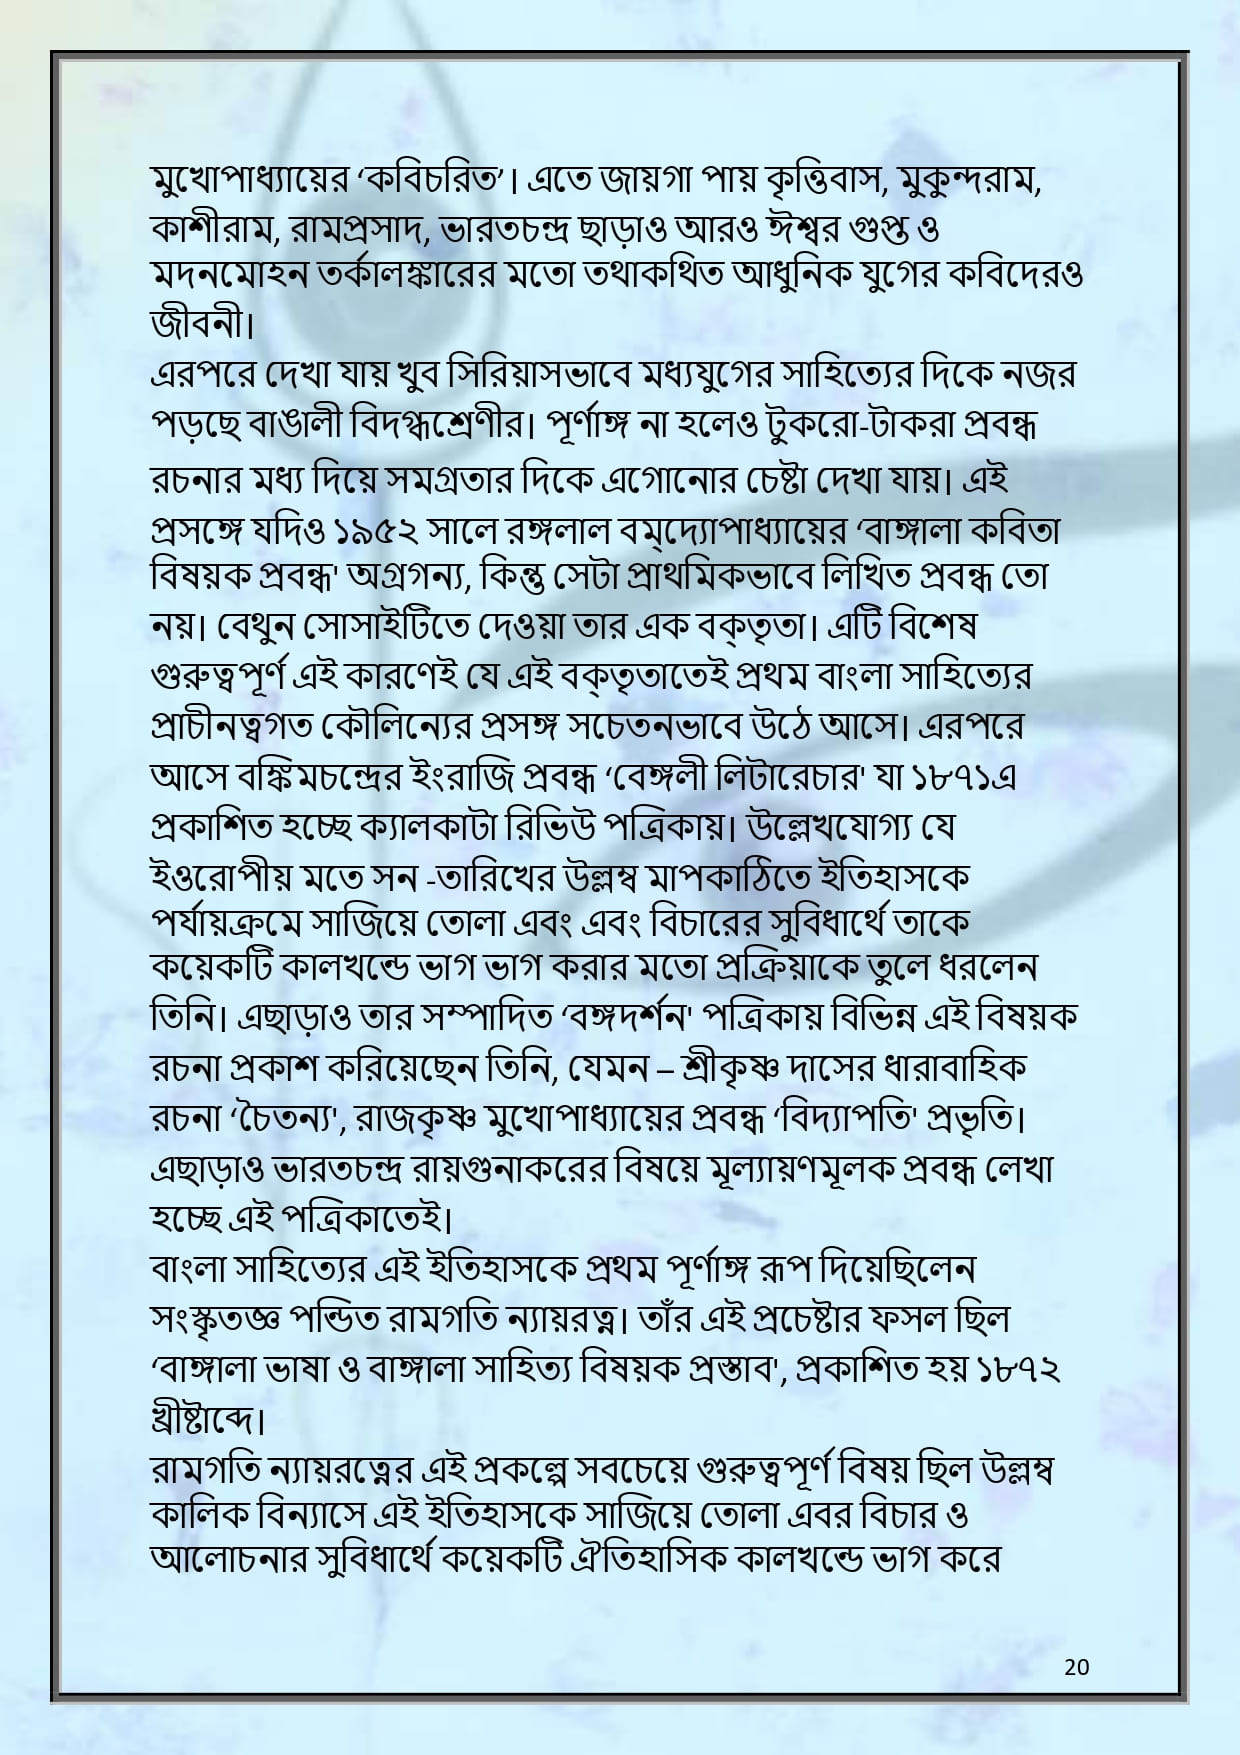 মুখোপাধ্যায়ের ‘কবিচরিত’। এতে জায়গা পায় কৃত্তিবাস, মুকুন্দরাম,
কাশীরাম, রামপ্রসাদ, ভারতচন্দ্র ছাড়াও আরও ঈশ্বর গুপ্ত ও
মদনমোহন তর্কালঙ্কারের মতো তথাকথিত আধুনিক যুগের কবিদেরও
জীবনী।
এরপরে দেখা যায় খুব সিরিয়াসভাবে মধ্যযুগের সাহিত্যের দিকে নজর
পড়ছে বাঙালী বিদগ্ধশ্রেণীর। পূর্ণাঙ্গ না হলেও টুকরো-টাকরা প্রবন্ধ
রচনার মধ্য দিয়ে সমগ্রতার দিকে এগোনোর চেষ্টা দেখা যায়। এই
প্রসঙ্গে যদিও ১৯৫২ সালে রঙ্গলাল বম্দ্যোপাধ্যায়ের ‘বাঙ্গালা কবিতা
বিষয়ক প্রবন্ধ' অগ্রগন্য, কিন্তু সেটা প্রাথমিকভাবে লিখিত প্রবন্ধ তো
নয়। বেথুন সোসাইটিতে দেওয়া তার এক বক্তৃতা। এটি বিশেষ
গুরুত্বপূর্ণ এই কারণেই যে এই বক্তৃতাতেই প্রথম বাংলা সাহিত্যের
প্রাচীনত্বগত কৌলিন্যের প্রসঙ্গ সচেতনভাবে উঠে আসে। এরপরে
আসে বঙ্কিমচন্দ্রের ইংরাজি প্রবন্ধ ‘বেঙ্গলী লিটারেচার' যা ১৮৭১এ
প্রকাশিত হচ্ছে ক্যালকাটা রিভিউ পত্রিকায়। উল্লেখযোগ্য যে
ইওরোপীয় মতে সন -তারিখের উল্লম্ব মাপকাঠিতে ইতিহাসকে
পর্যায়ক্রমে সাজিয়ে তোলা এবং এবং বিচারের সুবিধার্থে তাকে
কয়েকটি কালখন্ডে ভাগ ভাগ করার মতো প্রক্রিয়াকে তুলে ধরলেন
তিনি। এছাড়াও তার সম্পাদিত ‘বঙ্গদর্শন' পত্রিকায় বিভিন্ন এই বিষয়ক
রচনা প্রকাশ করিয়েছেন তিনি, যেমন – শ্রীকৃষ্ণ দাসের ধারাবাহিক
রচনা ‘চৈতন্য', রাজকৃষ্ণ মুখোপাধ্যায়ের প্রবন্ধ ‘বিদ্যাপতি' প্রভৃতি।
এছাড়াও ভারতচন্দ্র রায়গুনাকরের বিষয়ে মূল্যায়ণমূলক প্রবন্ধ লেখা
হচ্ছে এই পত্রিকাতেই।
বাংলা সাহিত্যের এই ইতিহাসকে প্রথম পূর্ণাঙ্গ রূপ দিয়েছিলেন
সংস্কৃতজ্ঞ পন্ডিত রামগতি ন্যায়রত্ন। তাঁর এই প্রচেষ্টার ফসল ছিল
‘বাঙ্গালা ভাষা ও বাঙ্গালা সাহিত্য বিষয়ক প্রস্তাব', প্রকাশিত হয় ১৮৭২
খ্রীষ্টাব্দে।
রামগতি ন্যায়রত্নের এই প্রকল্পে সবচেয়ে গুরুত্বপূর্ণ বিষয় ছিল উল্লম্ব
কালিক বিন্যাসে এই ইতিহাসকে সাজিয়ে তোলা এবর বিচার ও
আলোচনার সুবিধার্থে কয়েকটি ঐতিহাসিক কালখন্ডে ভাগ করে
20